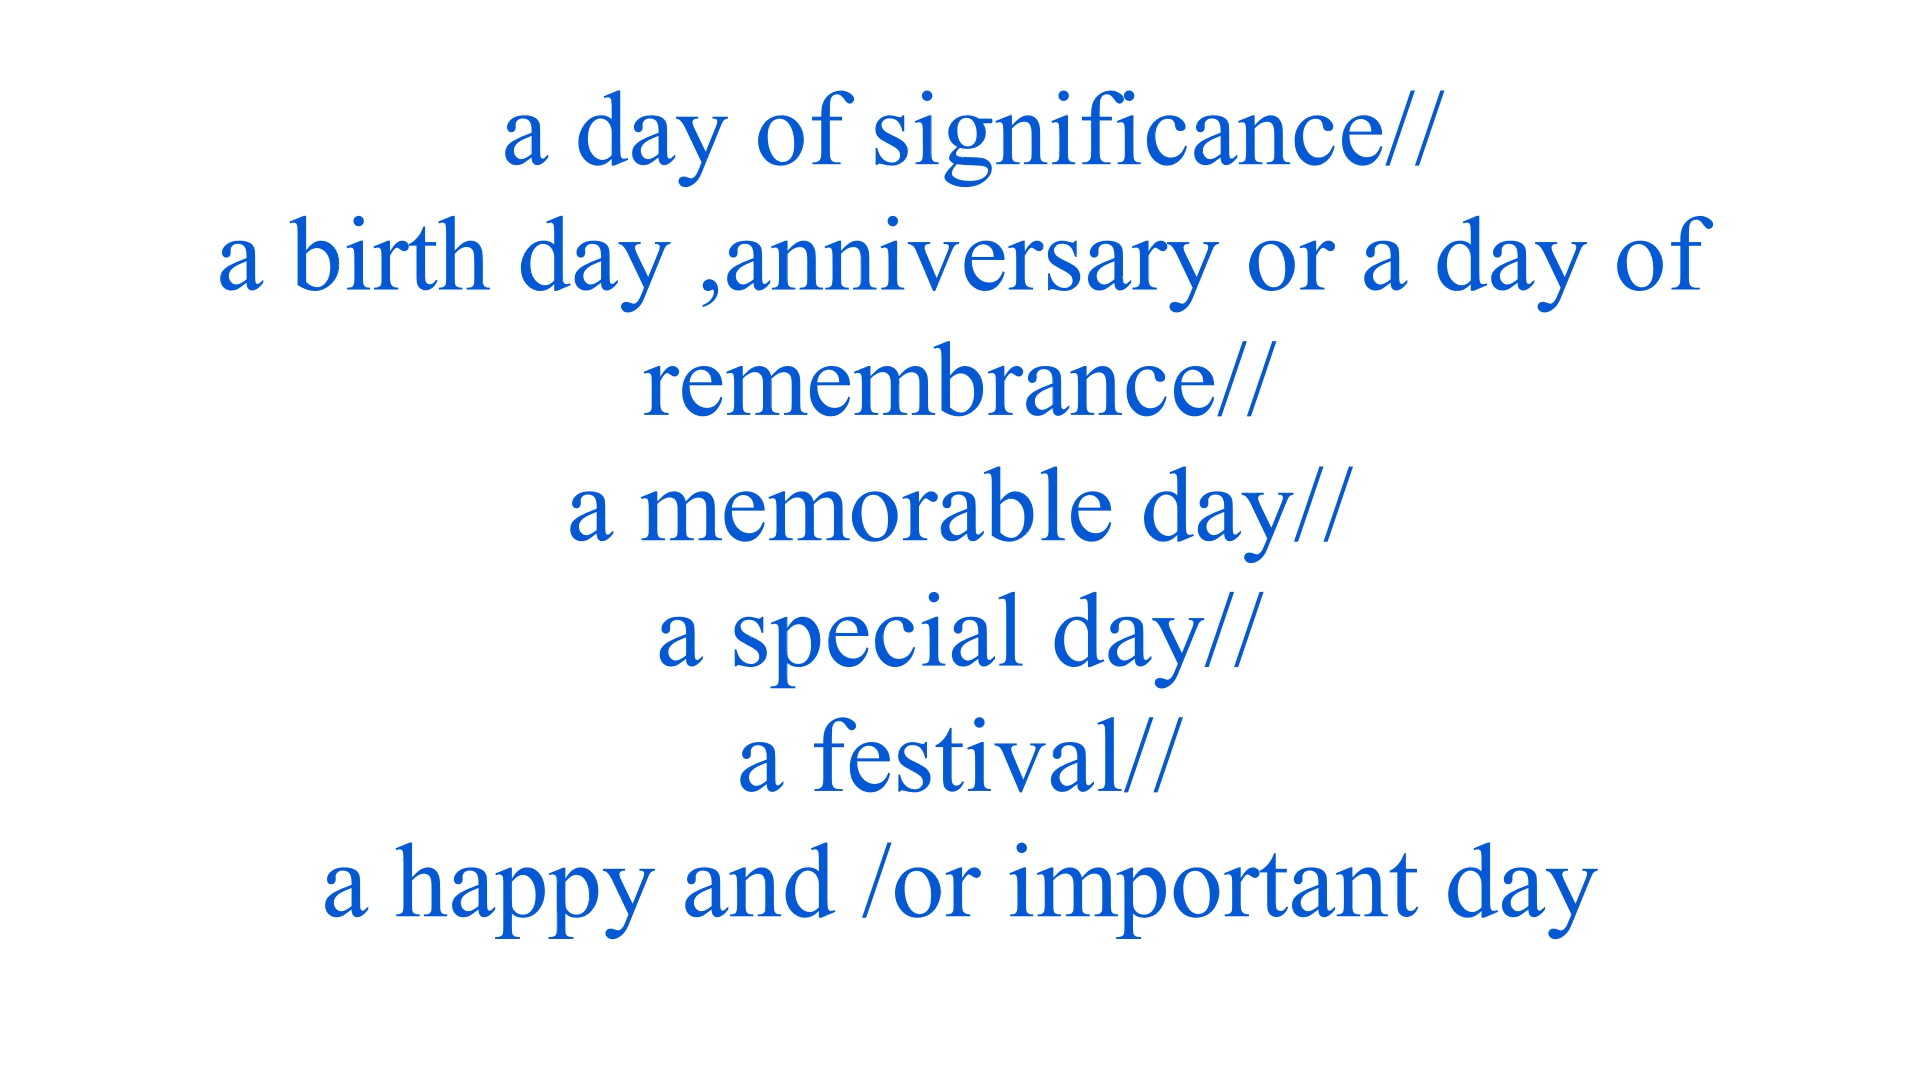 a day of significance//
a birth day ,anniversary or a day of
remembrance//
a memorable day//
a special day//
a festival//
a happy and /or important day